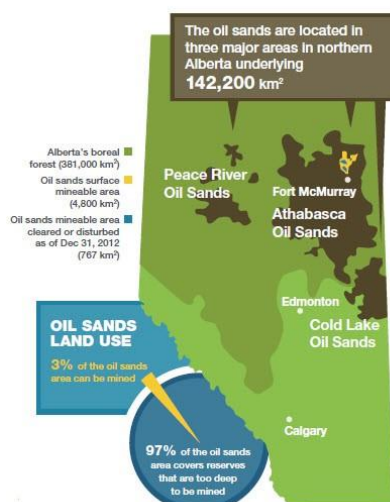 The oil sands are located in
three major areas in northern
Alberta underlying
142,200 km²
Alberta's boreal
forest (381,000 km²)
Oil sands surface
mineable area
(4,800 km²)
Oil sands mineable area
cleared or disturbed
as of Dec 31, 2012
(767 km²)
Peace River
Oil Sands
Fort McMurray
Athabasca
Oil Sands
Edmonton
Cold Lake
Oil Sands
Calgary
OIL SANDS
LAND USE
3% of the oil sands
area can be mined
97% of the oil sands
area covers reserves
that are too deep
to be mined